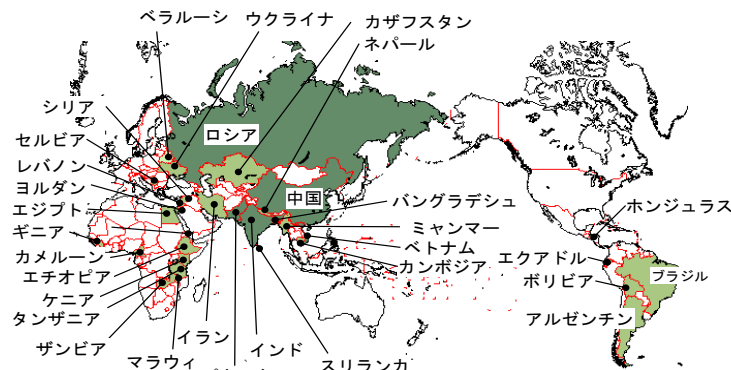 ベラルーシ
ウクライナ
カザフスタン
ネパール
シリア
ロシア
セルビア
レバノン
ヨルダン
エジプト
ギニア
カメルーン
エチオピア
ケニア
タンザニア
ザンビア
マラウィ
イラン
インド
スリランカ
中国
バングラデシュ
ミャンマー
ベトナム
カンボジア
ホンジュラス
エクアドル
ボリビア
ブラジル
アルゼンチン